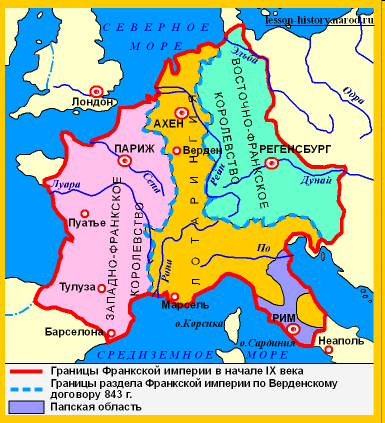 lesson-history.narod.ru
СЕВЕРНОЕ
МОРЕ
Эльба
Одра
Лондон
АХЕН
ВОСТОЧНО-ФРАНКСКОЕ
КОРОЛЕВСТВО
ПАРИЖ
Верден
РЕГЕНСБУРГ
Луара
Сена
Рейн
Дунай
Пуатье
ЗАПАДНО-ФРАНКСКОЕ
КОРОЛЕВСТВО
ЛОТАРИНГИЯ
Рона
По
Тулуза
Марсель
о.Корсика
РИМ
Барселона
о.Сардиния
Неаполь
СРЕДИЗЕМНОЕ МОРЕ
Границы Франкской империи в начале IX века
Границы раздела Франкской империи по Верденскому
договору 843 г.
Папская область